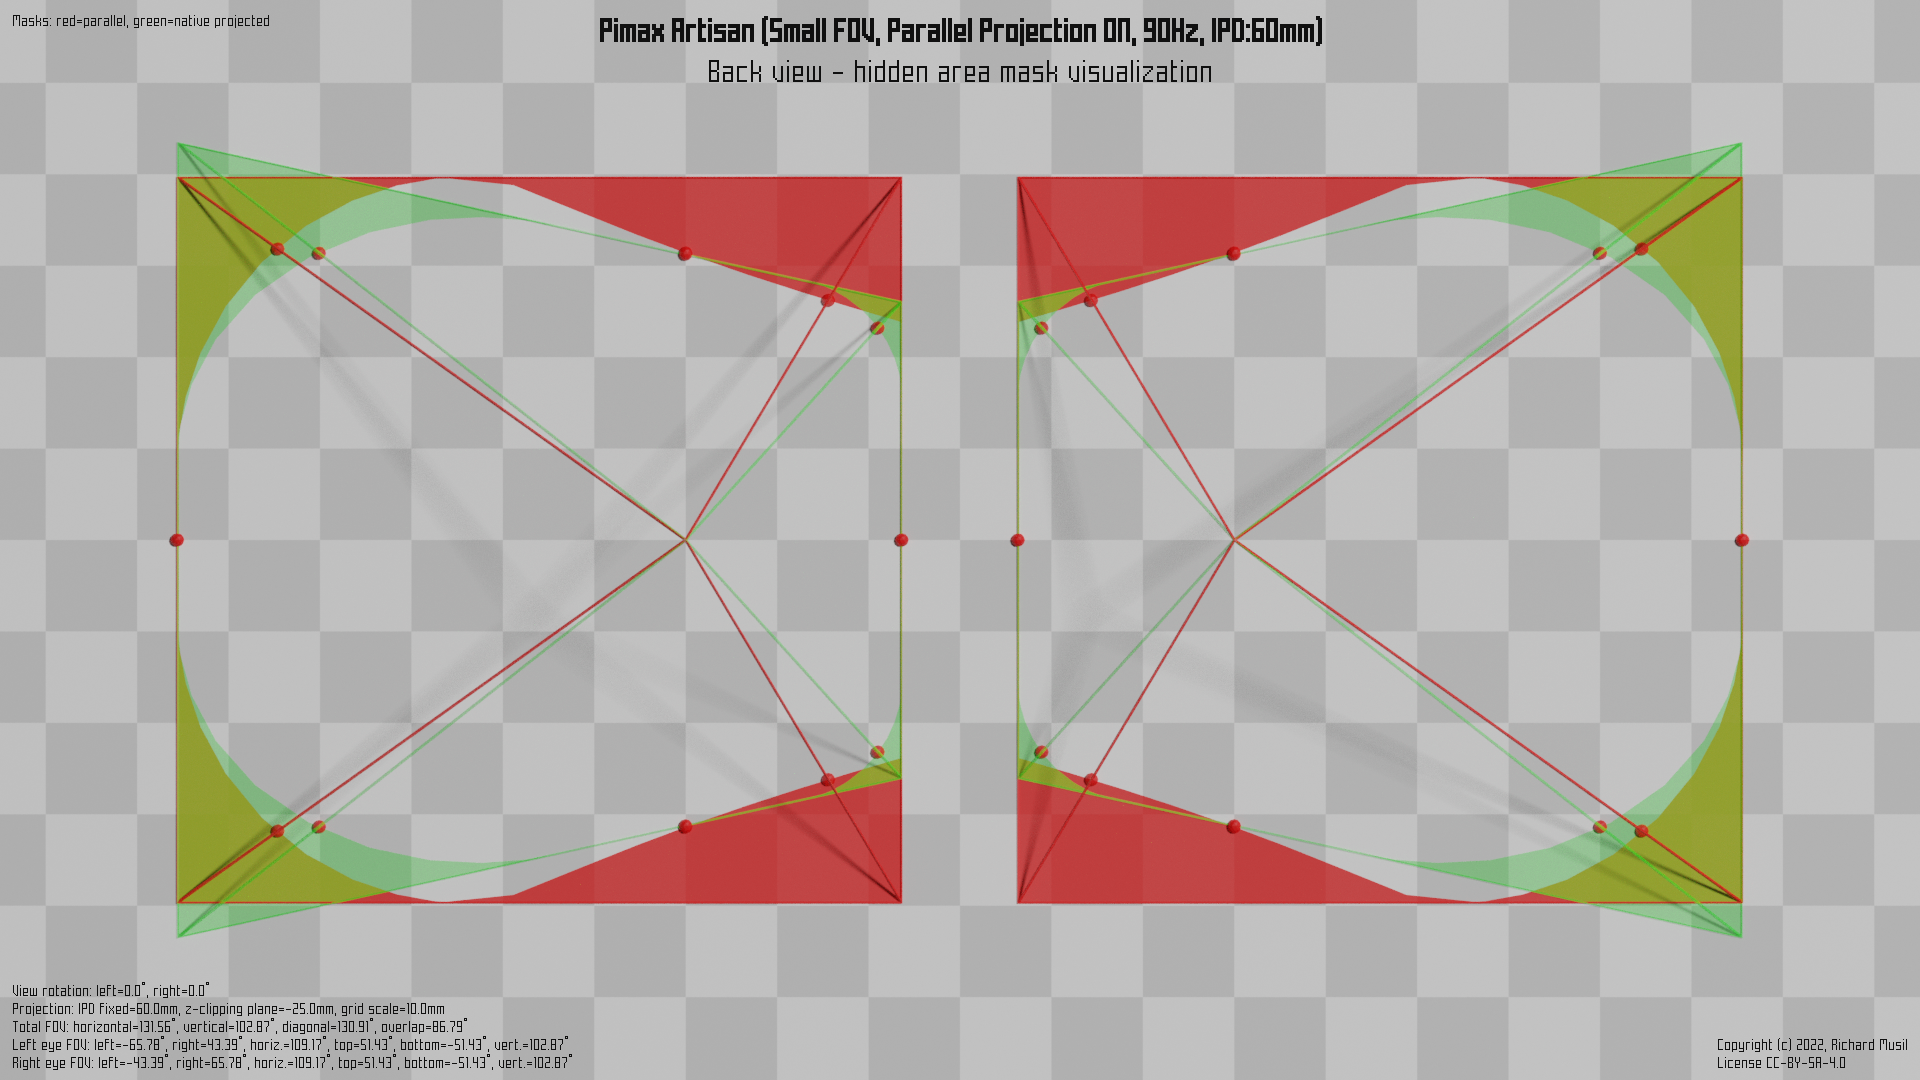 Masks: red=parallel, green=native projected
Pimax Artisan (Small FOV, Parallel Projection ON, 90Hz, IPD:60mm)
Back view - hidden area mask visualization
View rotation: left=0.0°, right=0.0°
Projection: IPD fixed=60.0mm, z-clipping plane=-25.0mm, grid scale=10.0mm
Total FOV: horizontal=131.56°, vertical=102.87°, diagonal=130.91°, overlap=86.79°
Left eye FOV: left=-65.78°, right=43.39°, horiz.=109.17°, top=51.43°, bottom=-51.43°, vert.=102.87°
Right eye FOV: left=-43.39°, right=65.78°, horiz.=109.17°, top=51.43°, bottom=-51.43°, vert.=102.87°
Copyright (c) 2022, Richard Musil
License CC-BY-SA-4.0